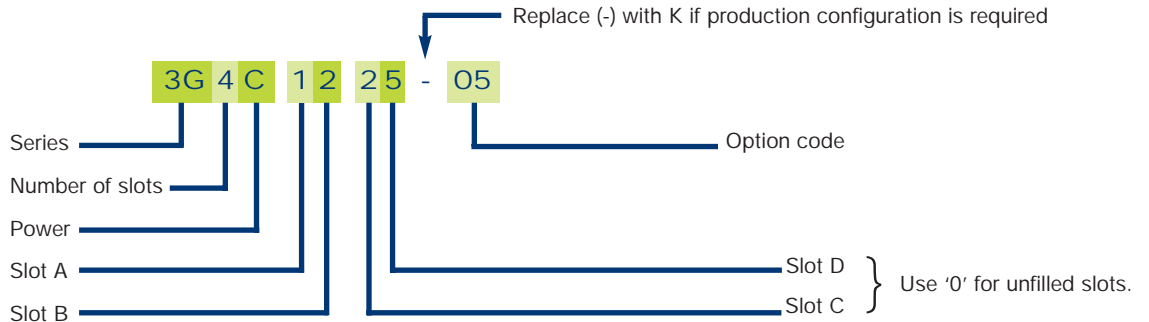 Replace (-) with K if production configuration is required
3G 4 C 1 2 2 5 - 05
Series
Option code
Number of slots
Power
Slot A
Slot D
Use ‘0’ for unfilled slots.
Slot C
Slot B